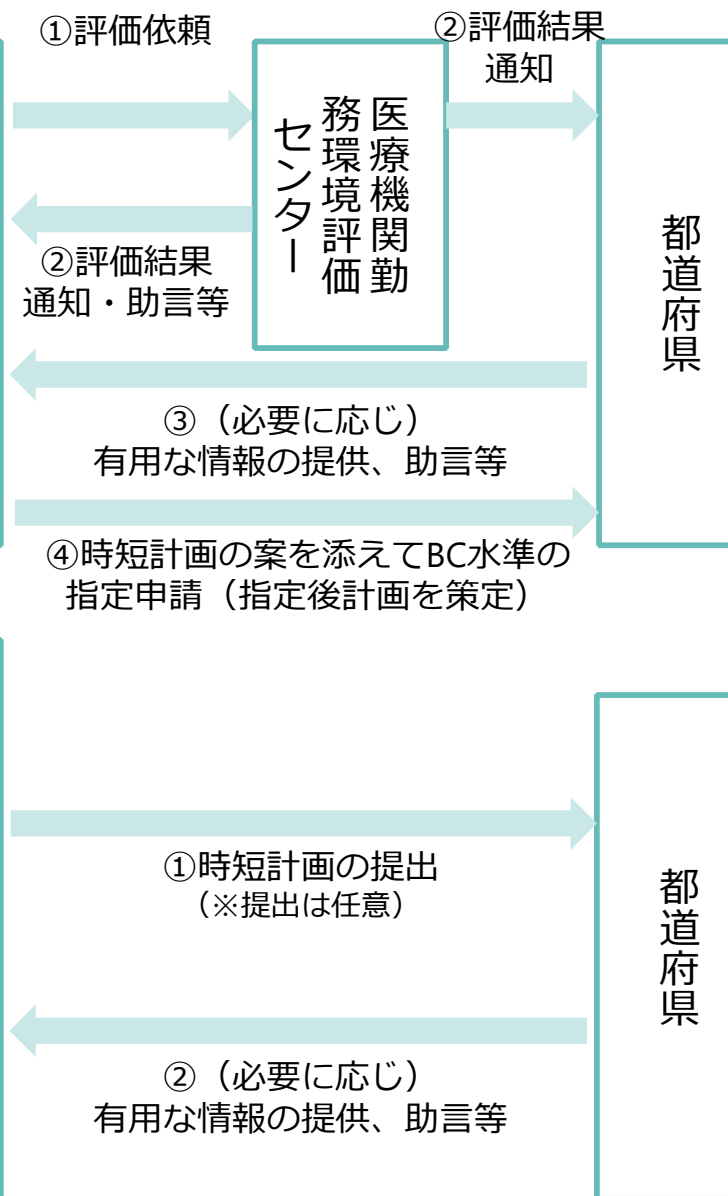 ①評価依頼
②評価結果
通知
医療機関勤
務環境評価
センター
都道府県
②評価結果
通知・助言等
③（必要に応じ）
有用な情報の提供、助言等
④時短計画の案を添えてBC水準の
指定申請（指定後計画を策定）
①時短計画の提出
（※提出は任意）
都道府県
②（必要に応じ）
有用な情報の提供、助言等